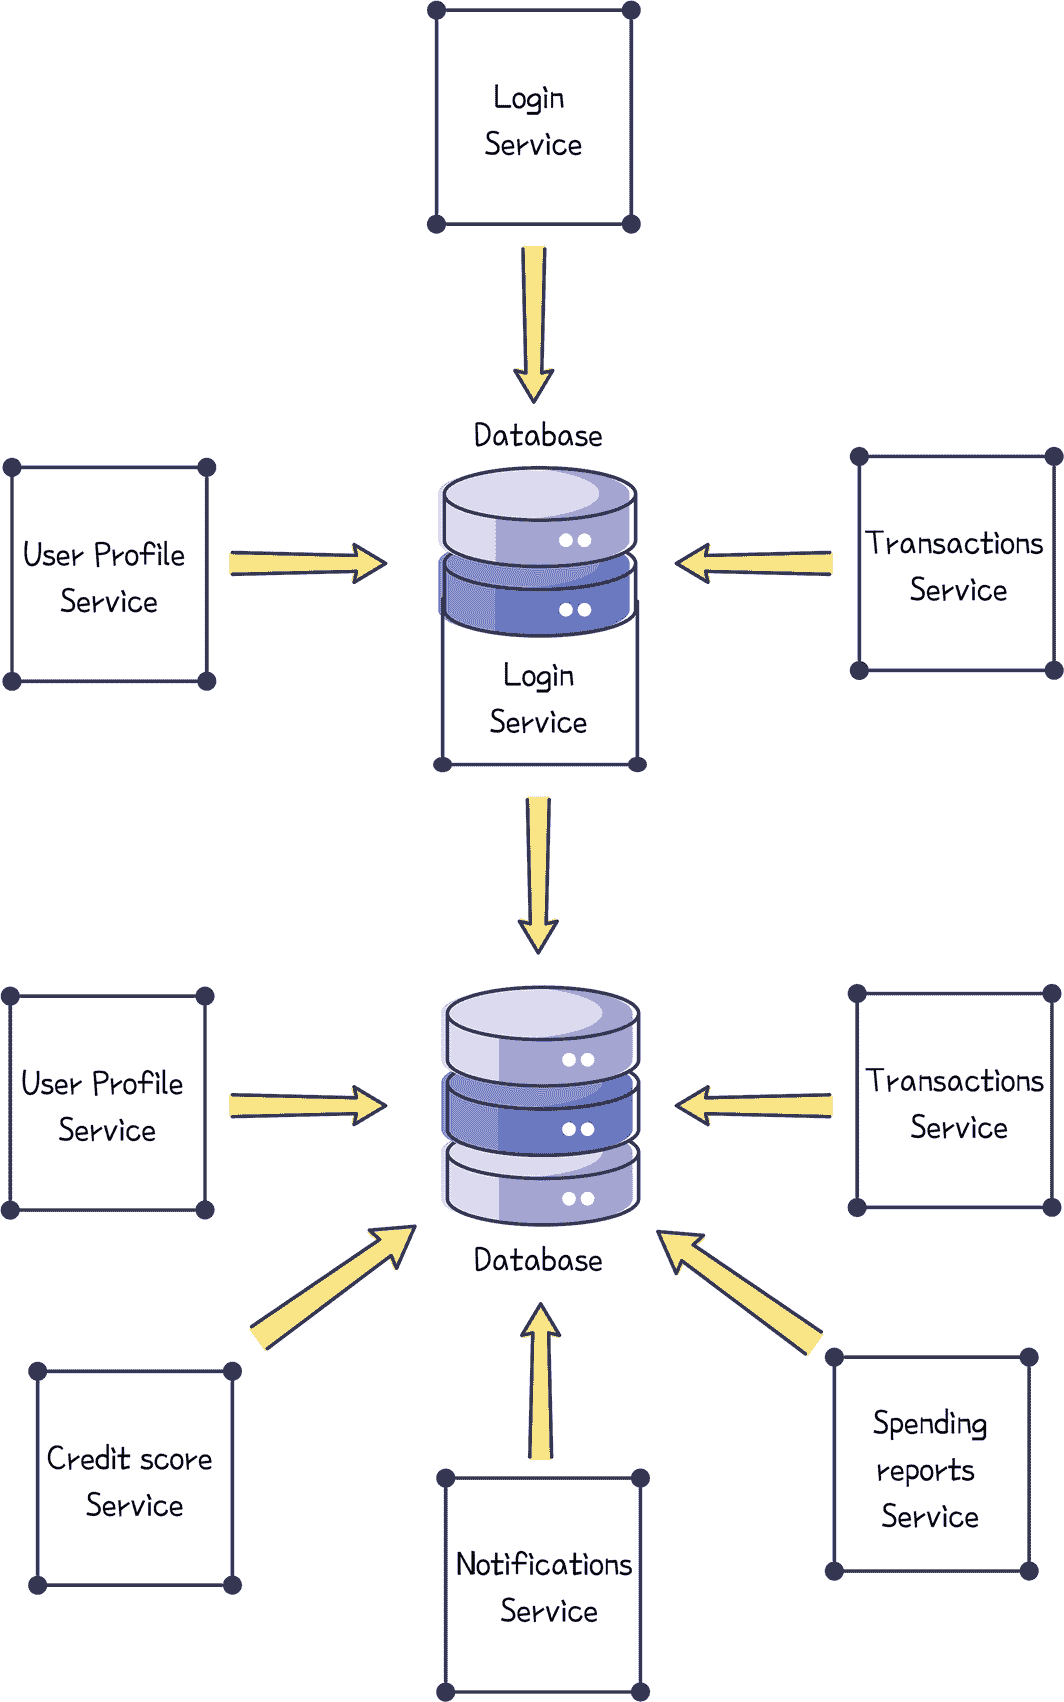 Login
Service
Database
User Profile
Service
Transactions
Service
Login
Service
User Profile
Service
Transactions
Service
Database
Credit score
Service
Notifications
Service
Spending
reports
Service